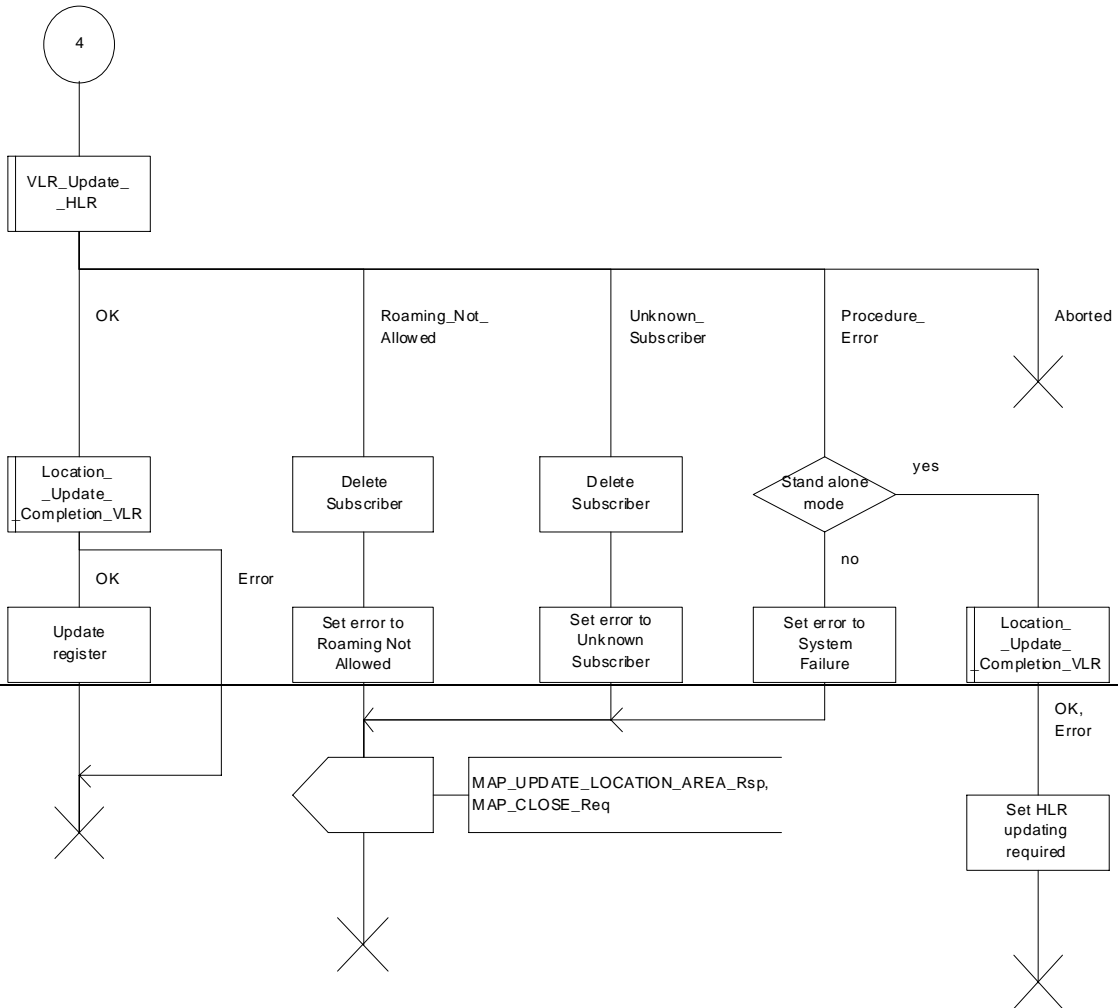 4
VLR_Update_
_HLR
OK
Roaming_Not_
Allowed
Unknown_
Subscriber
Procedure_
Error
Aborted
Location_
_Update_
_Completion_VLR
Delete
Subscriber
Delete
Subscriber
Stand alone
mode
yes
no
OK
Error
Update
register
Set error to
Roaming Not
Allowed
Set error to
Unknown
Subscriber
Set error to
System
Failure
Location_
_Update_
_Completion_VLR
OK,
Error
MAP_UPDATE_LOCATION_AREA_Rsp,
MAP_CLOSE_Req
Set HLR
updating
required